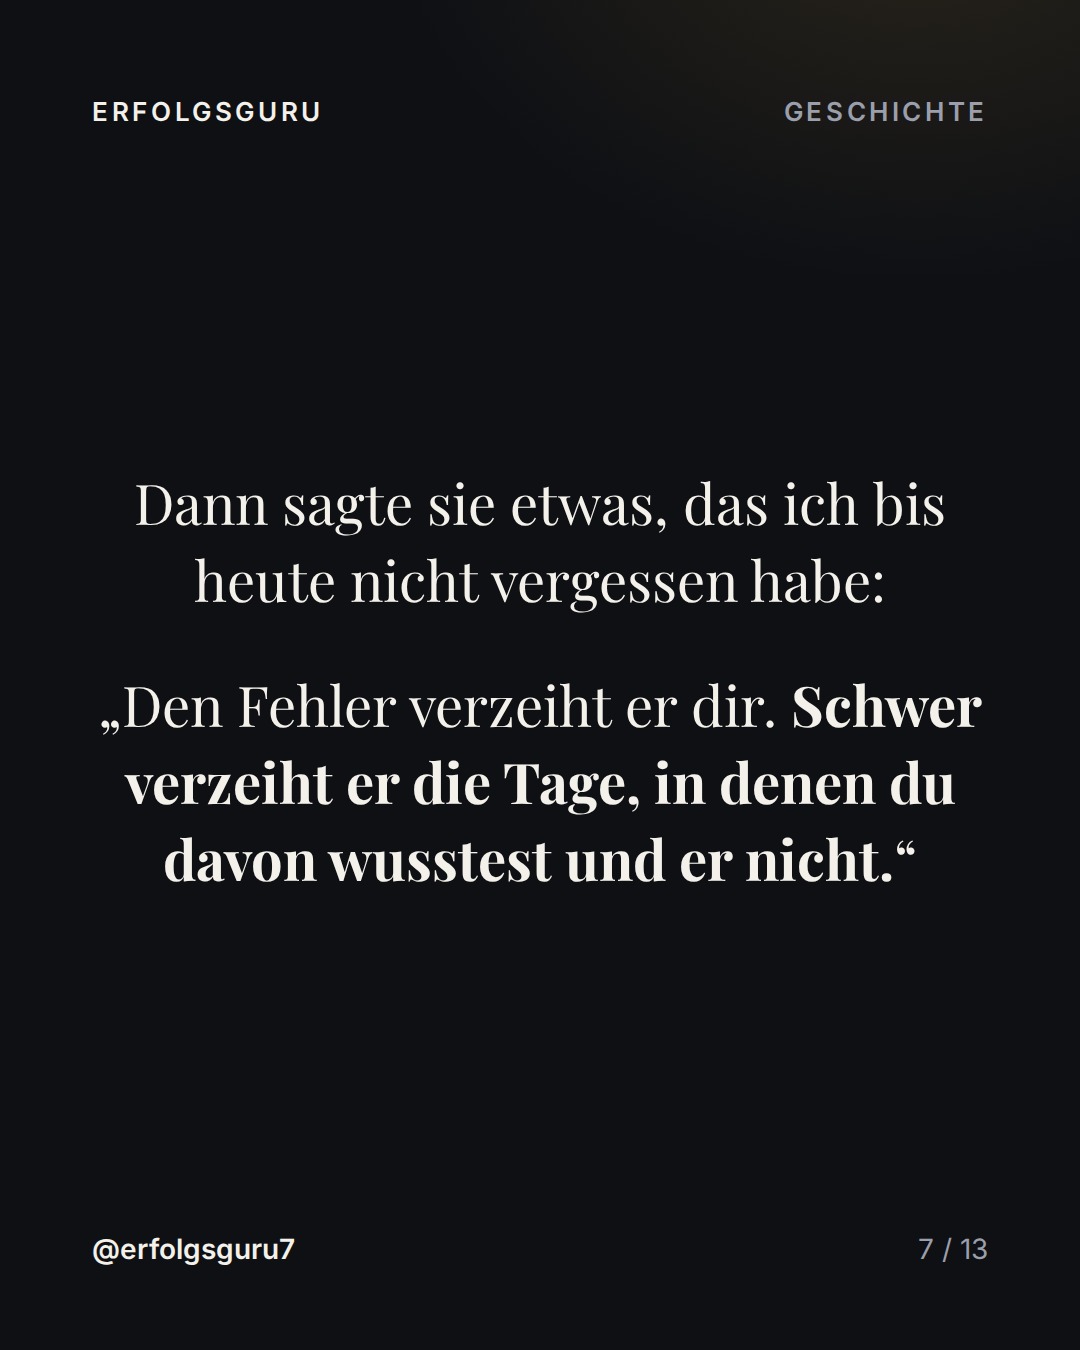 ERFOLGSGURU
GESCHICHTE
Dann sagte sie etwas, das ich bis
heute nicht vergessen habe:
„Den Fehler verzeiht er dir. Schwer
verzeiht er die Tage, in denen du
davon wusstest und er nicht.“
@erfolgsguru7
7 / 13